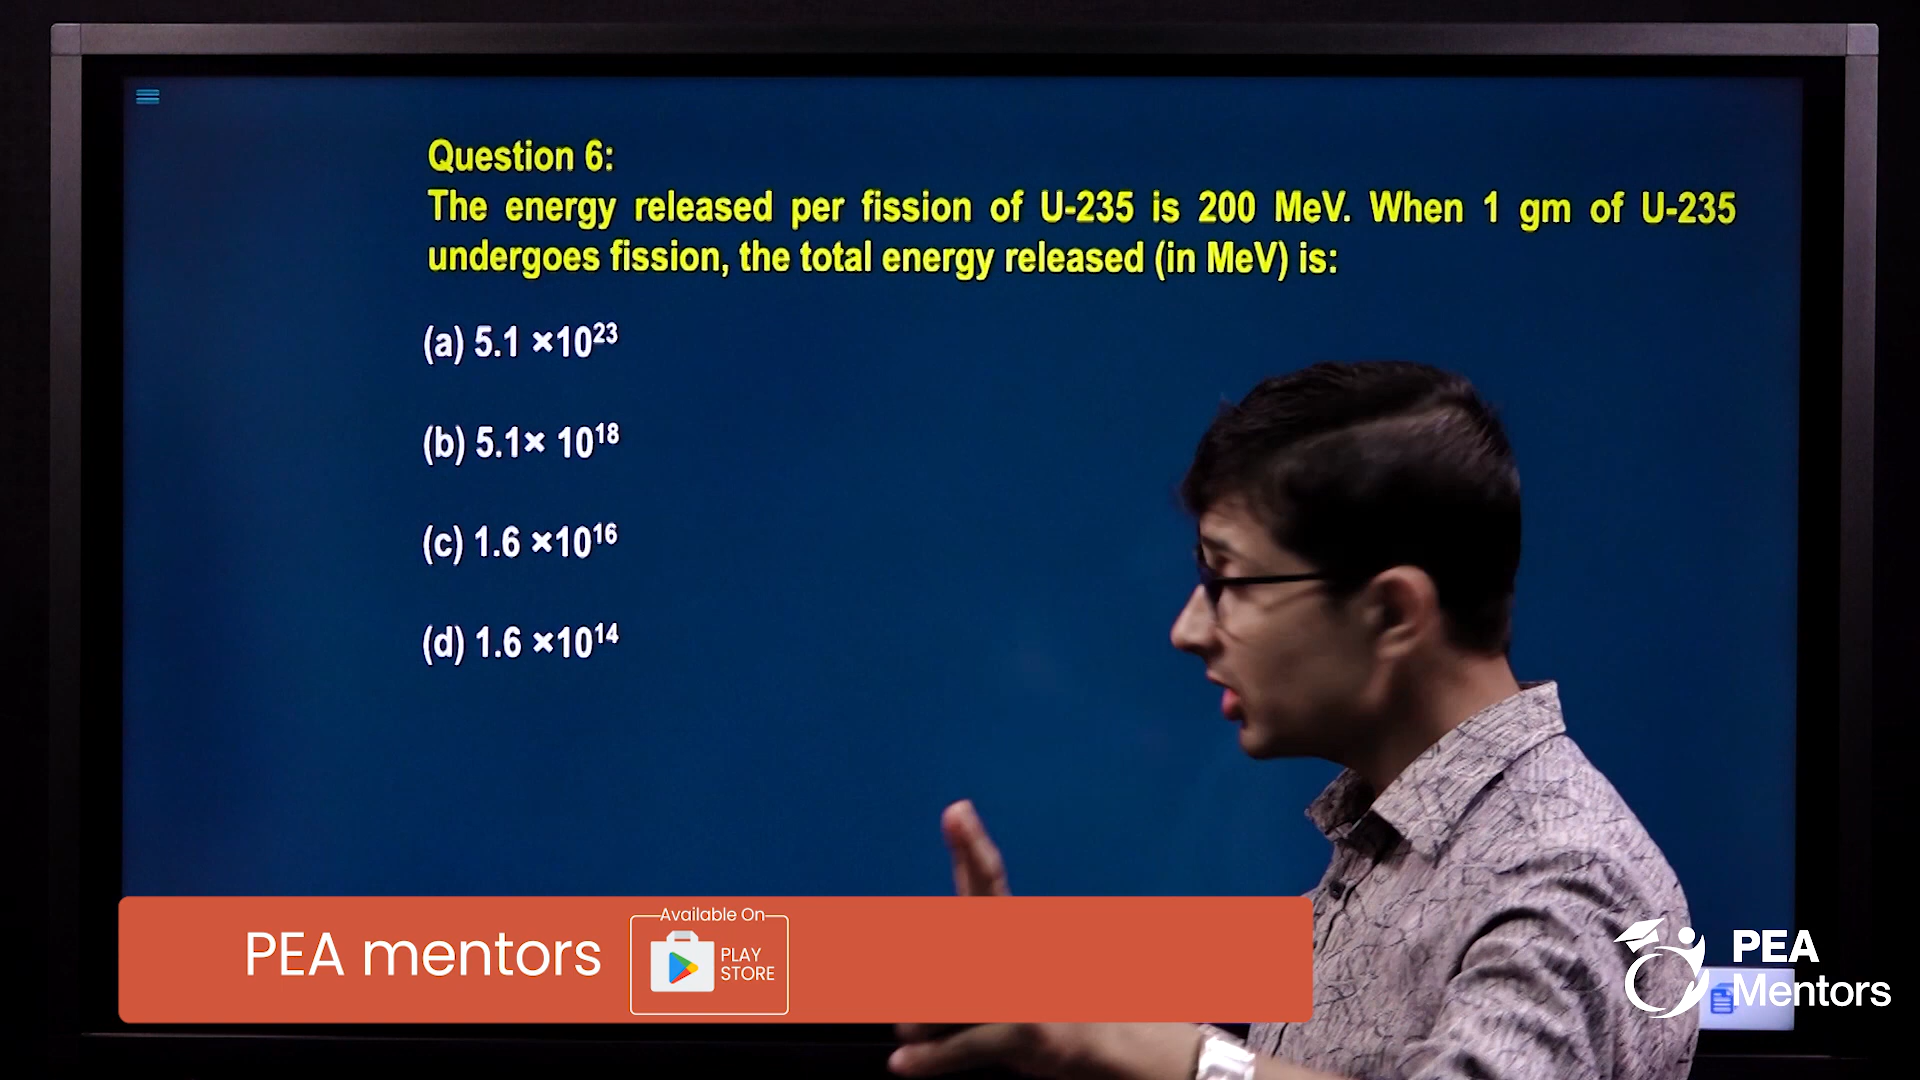 Question 6:
The energy released per fission of U-235 is 200 MeV. When 1 gm of U-235
undergoes fission, the total energy released (in MeV) is:
(a) 5.1 ×10²³
(b) 5.1× 10¹⁸
(c) 1.6 ×10¹⁶
(d) 1.6 ×10¹⁴
PEA mentors
Available On
PLAY
STORE
PEA
Mentors